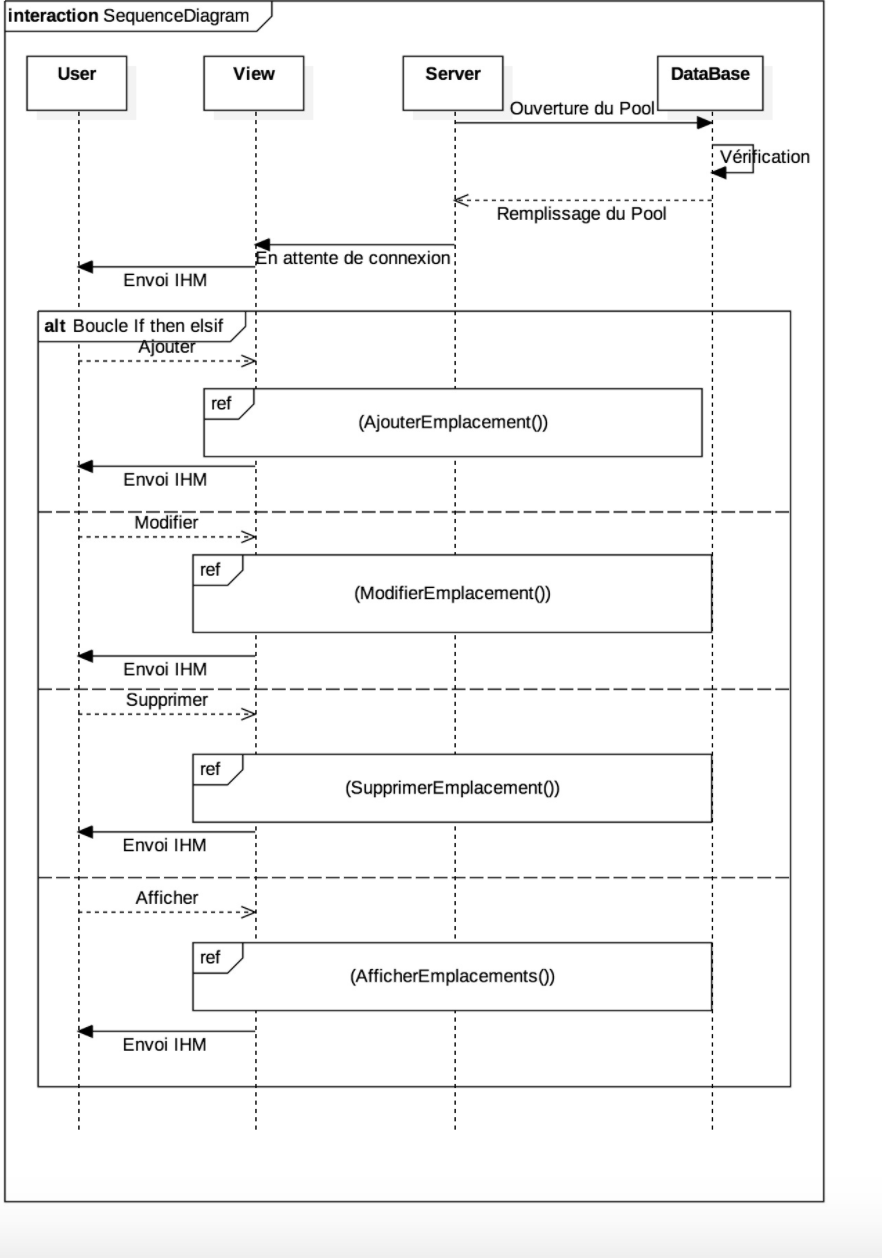 interaction SequenceDiagram
User
View
Server
DataBase
Ouverture du Pool
Vérification
Remplissage du Pool
En attente de connexion
Envoi IHM
alt Boucle If then elsif
Ajouter
ref
(AjouterEmplacement())
Envoi IHM
Modifier
ref
(ModifierEmplacement())
Envoi IHM
Supprimer
ref
(SupprimerEmplacement())
Envoi IHM
Afficher
ref
(AfficherEmplacements())
Envoi IHM